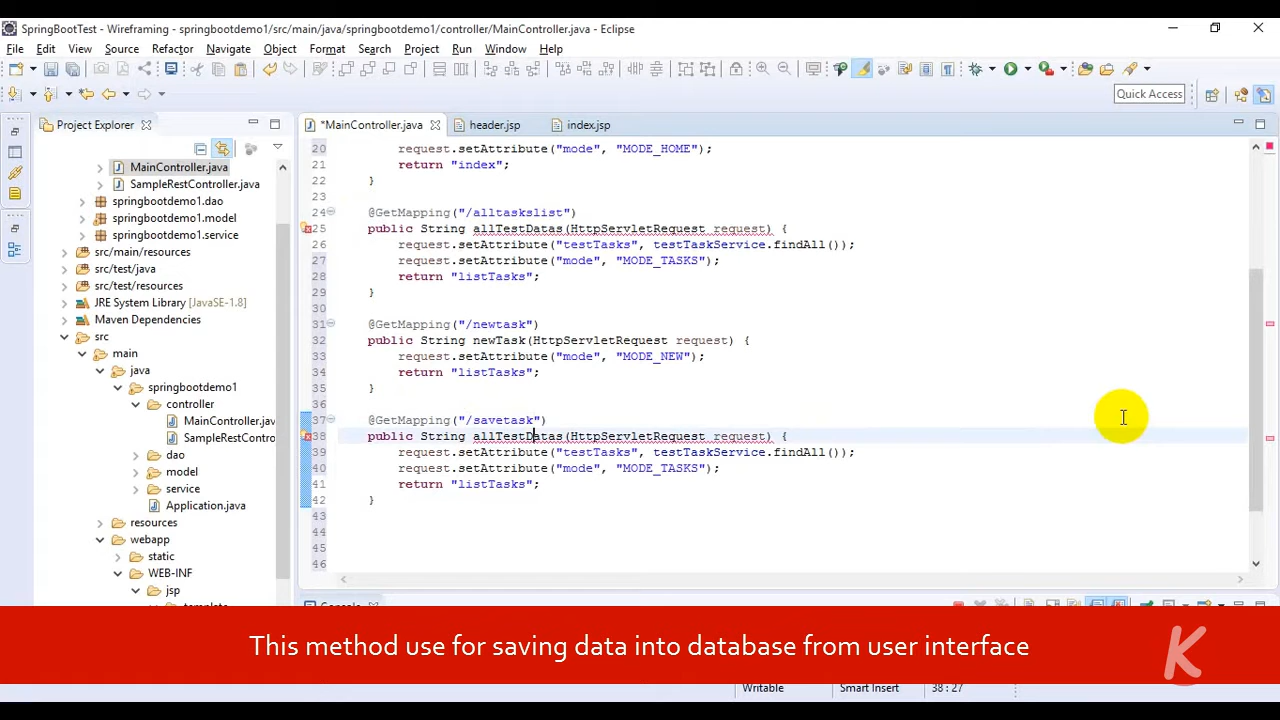 SpringBootTest - Wireframing - springbootdemo1/src/main/java/springbootdemo1/controller/MainController.java - Eclipse
File Edit View Source Refactor Navigate Object Format Search Project Run Window Help
Quick Access
Project Explorer
*MainController.java header.jsp index.jsp
MainController.java
SampleRestController.java
springbootdemo1.dao
springbootdemo1.model
springbootdemo1.service
src/main/resources
src/test/java
src/test/resources
JRE System Library [JavaSE-1.8]
Maven Dependencies
src
main
java
springbootdemo1
controller
MainController.jav
SampleRestContro
dao
model
service
Application.java
resources
webapp
static
WEB-INF
jsp
20 request.setAttribute("mode", "MODE_HOME");
21 return "index";
22 }
23
24 @GetMapping("/alltaskslist")
25 public String allTestDatas(HttpServletRequest request) {
26 request.setAttribute("testTasks", testTaskService.findAll());
27 request.setAttribute("mode", "MODE_TASKS");
28 return "listTasks";
29 }
30
31 @GetMapping("/newtask")
32 public String newTask(HttpServletRequest request) {
33 request.setAttribute("mode", "MODE_NEW");
34 return "listTasks";
35 }
36
37 @GetMapping("/savetask")
38 public String allTestDatas(HttpServletRequest request) {
39 request.setAttribute("testTasks", testTaskService.findAll());
40 request.setAttribute("mode", "MODE_TASKS");
41 return "listTasks";
42 }
43
44
45
46
This method use for saving data into database from user interface
K
Writable Smart Insert 38:27